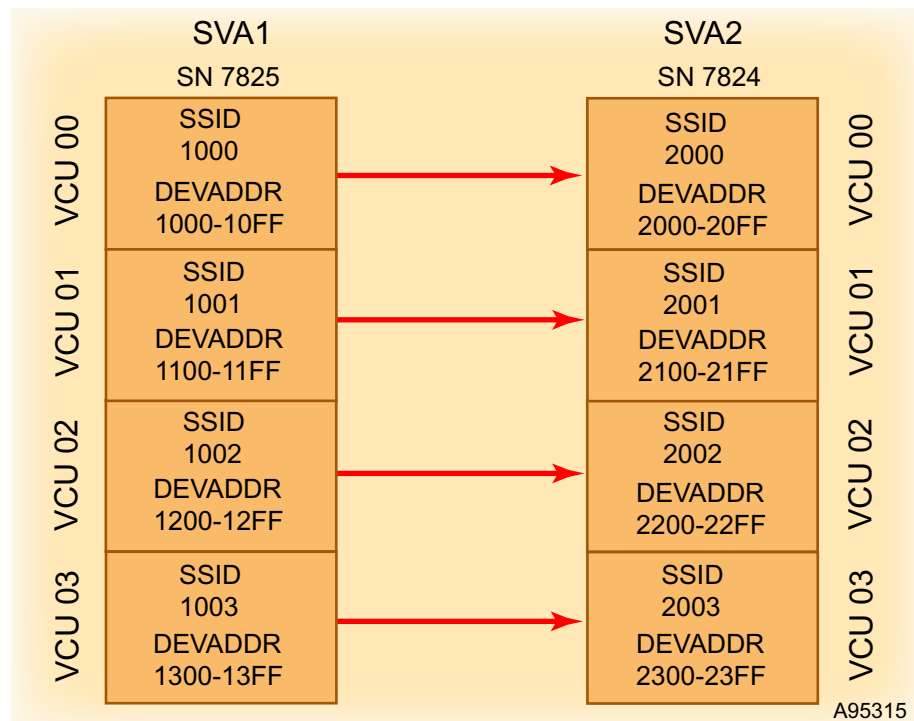 SVA1
SN 7825
VCU 00
SSID
1000
DEVADDR
1000-10FF
VCU 01
SSID
1001
DEVADDR
1100-11FF
VCU 02
SSID
1002
DEVADDR
1200-12FF
VCU 03
SSID
1003
DEVADDR
1300-13FF
SVA2
SN 7824
SSID
2000
DEVADDR
2000-20FF
VCU 00
SSID
2001
DEVADDR
2100-21FF
VCU 01
SSID
2002
DEVADDR
2200-22FF
VCU 02
SSID
2003
DEVADDR
2300-23FF
VCU 03
A95315